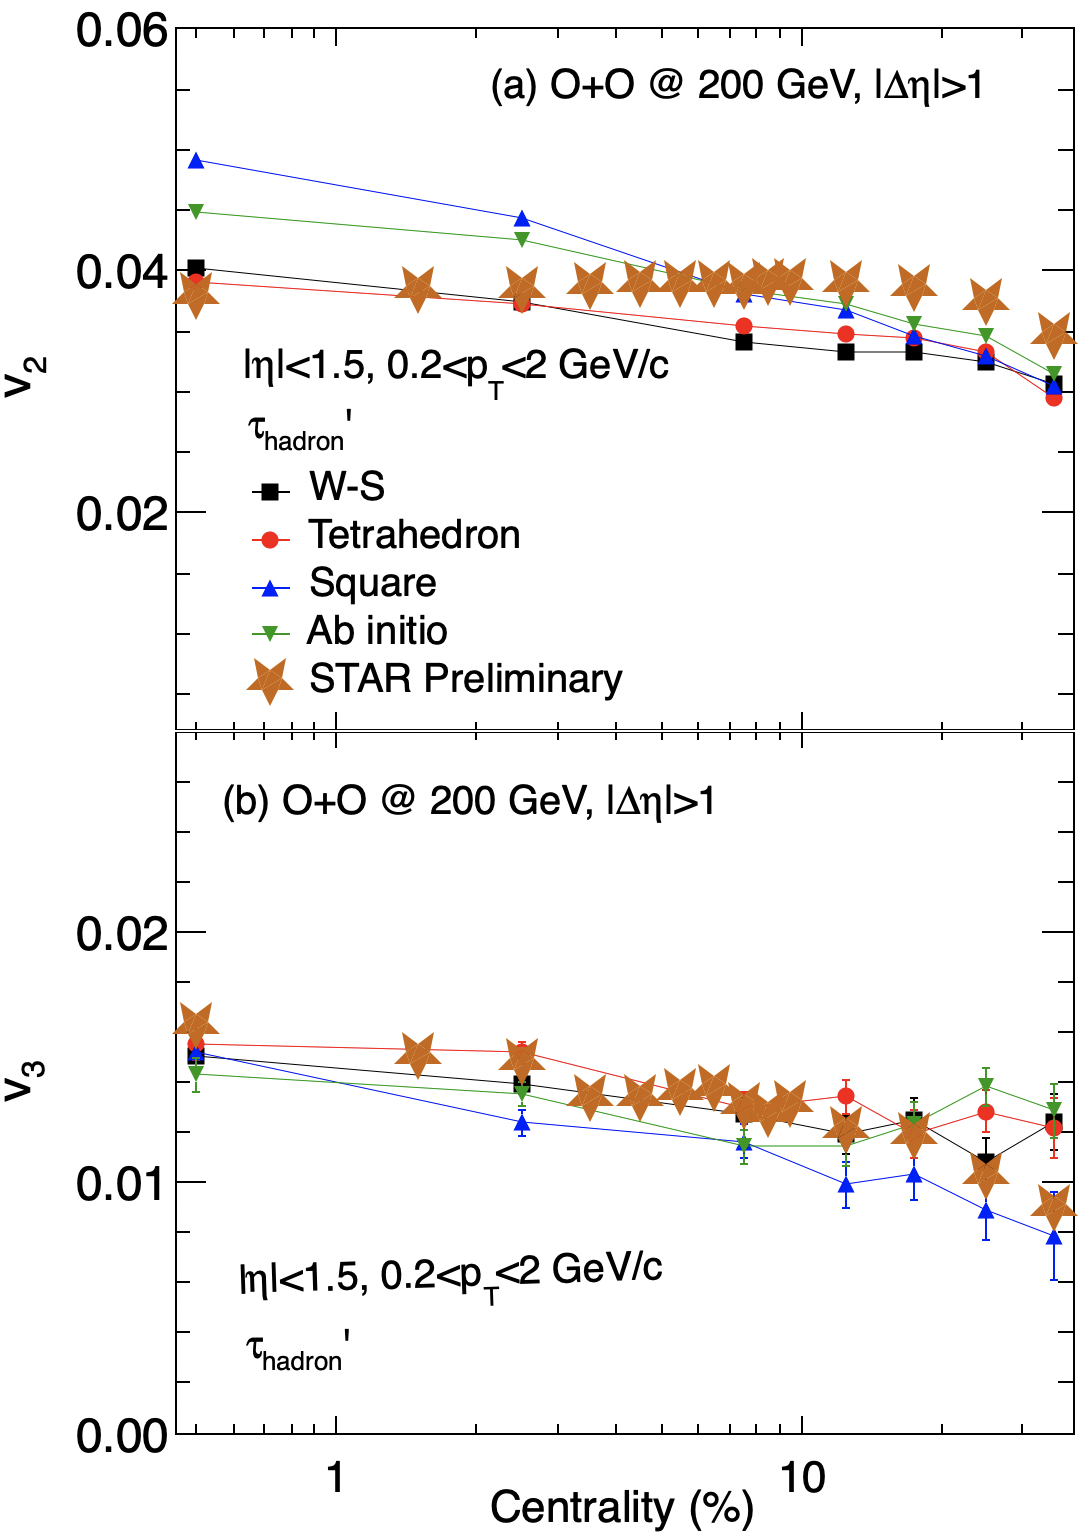 0.06
(a) O+O @ 200 GeV, |Δη|>1
0.04
v2
|η|<1.5, 0.2<pT<2 GeV/c
τhadron'
W-S
0.02
Tetrahedron
Square
Ab initio
STAR Preliminary
(b) O+O @ 200 GeV, |Δη|>1
0.02
v3
0.01
|η|<1.5, 0.2<pT<2 GeV/c
τhadron'
0.00
1 10
Centrality (%)